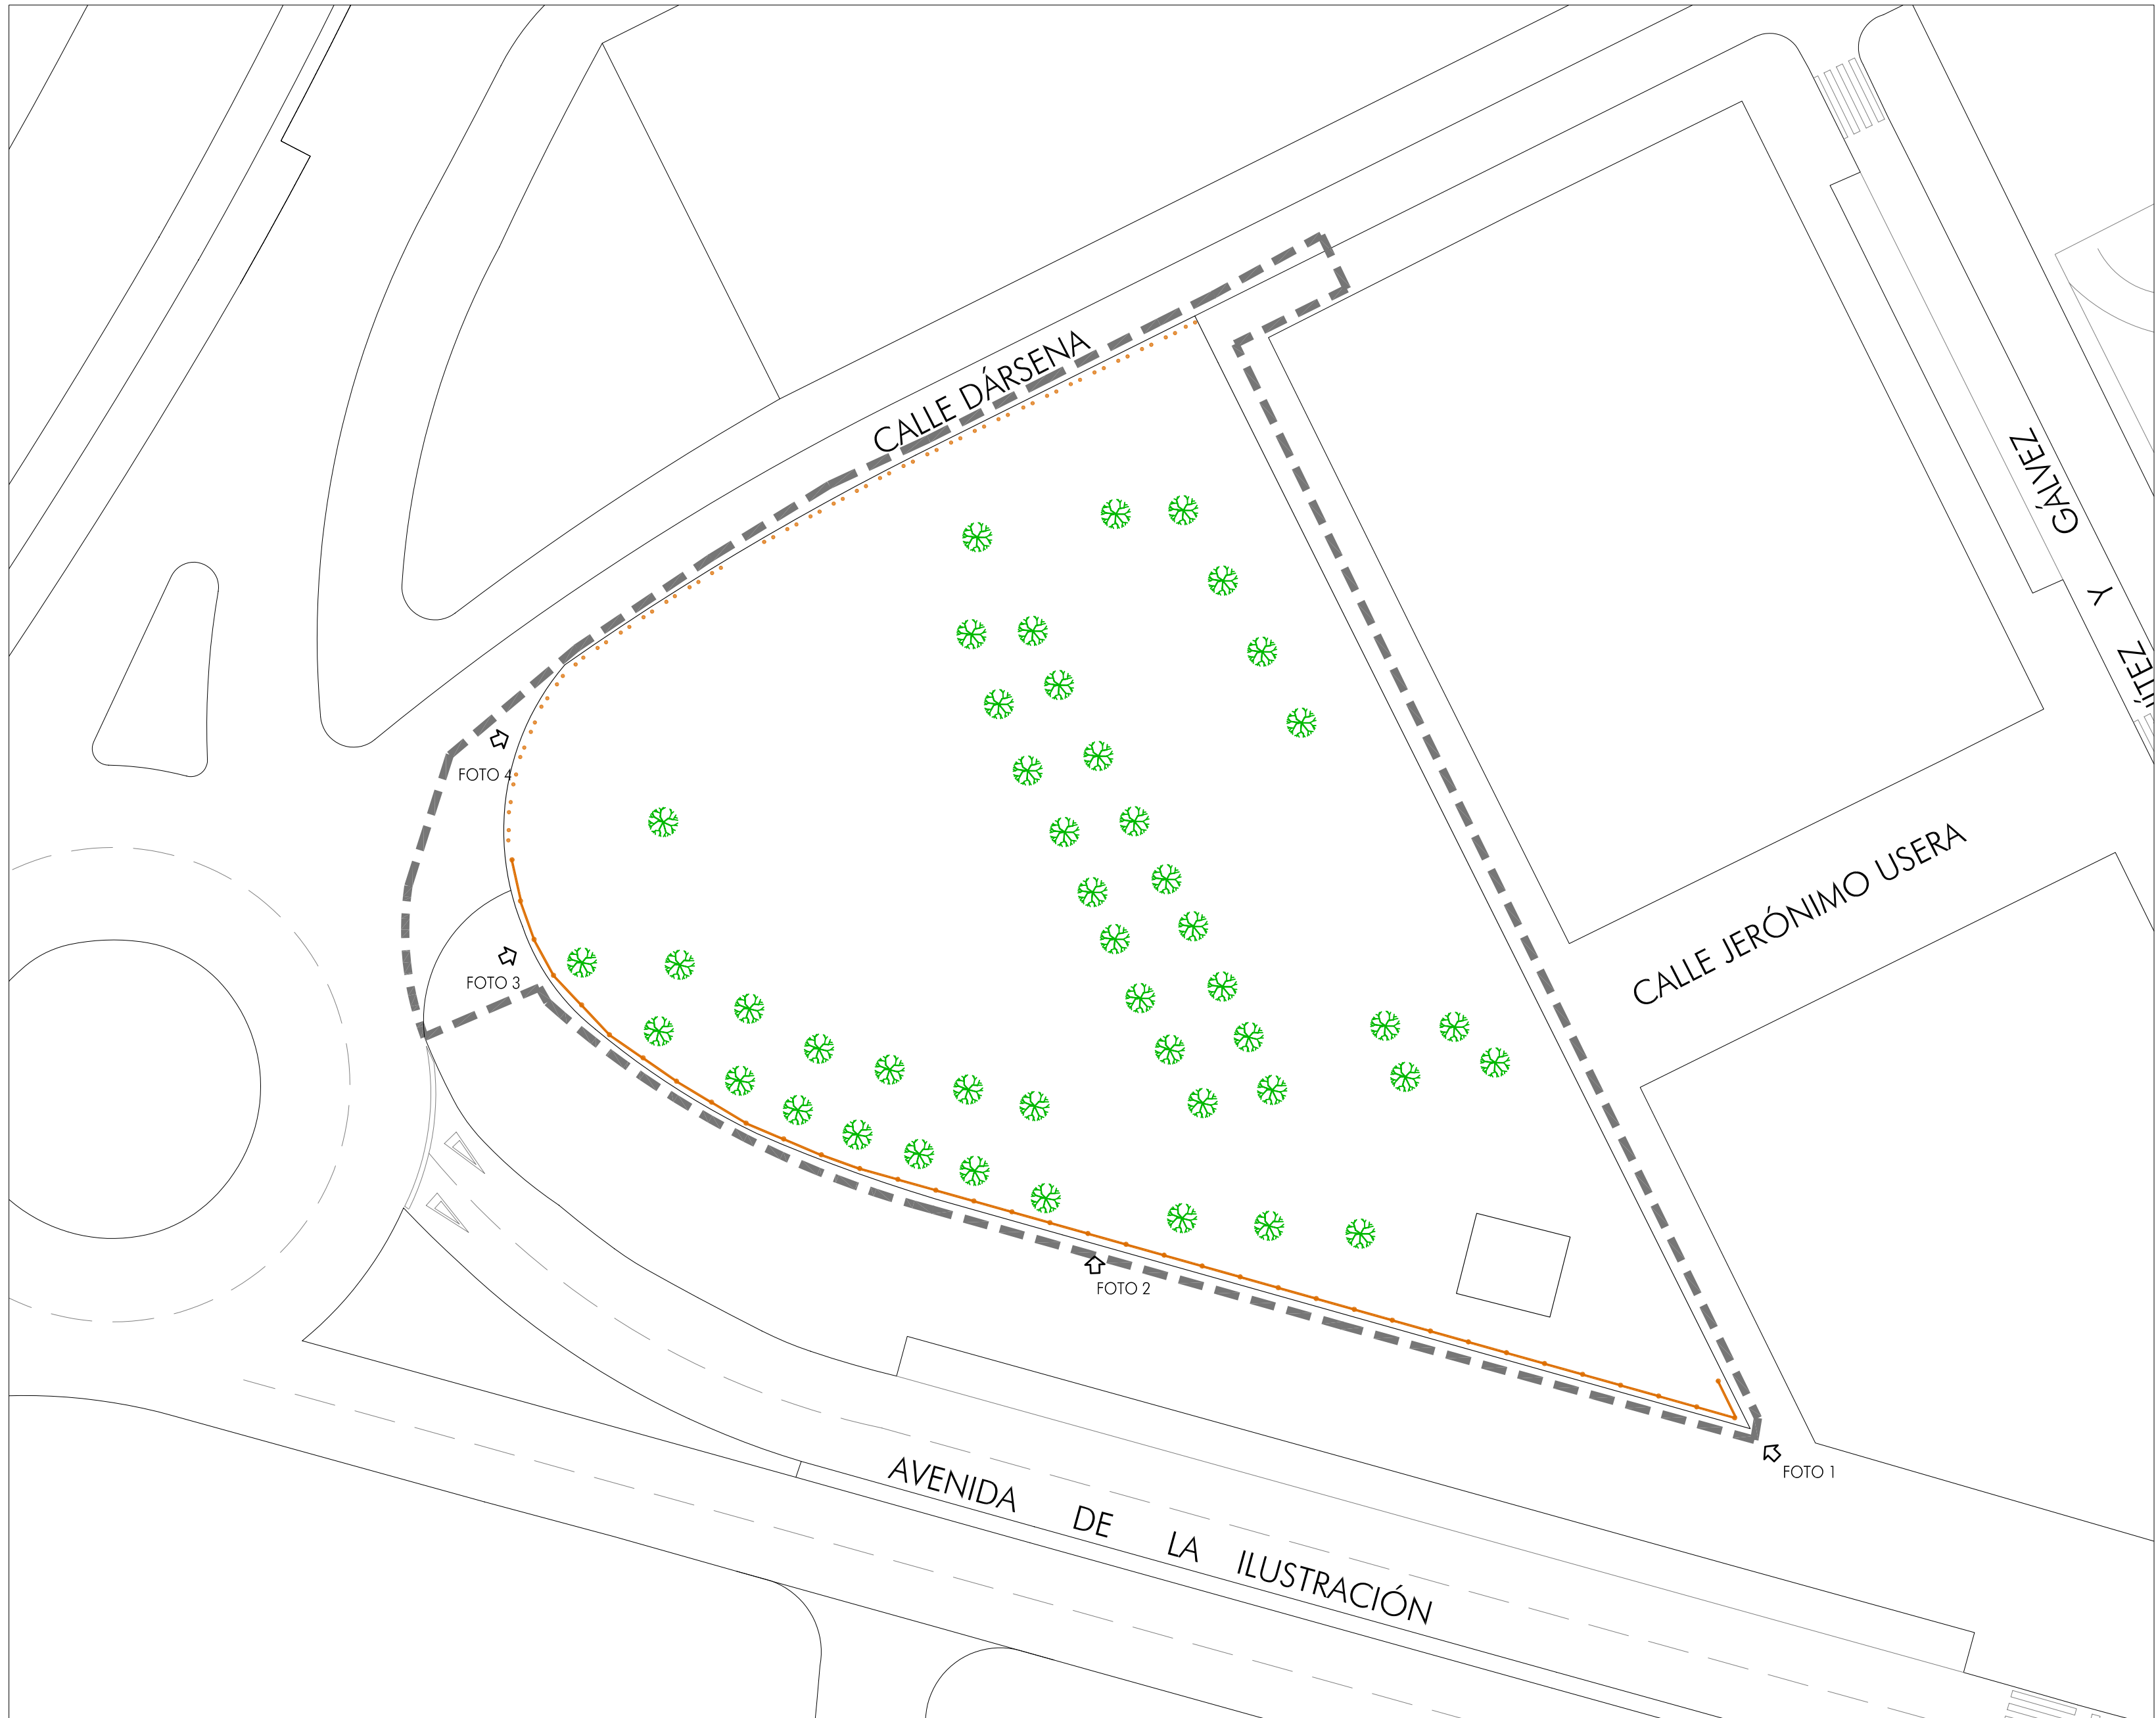 CALLE DÁRSENA
GÁLVEZ
Y
FOTO 4
CALLE JERÓNIMO USERA
FOTO 3
FOTO 2
FOTO 1
AVENIDA DE LA ILUSTRACIÓN